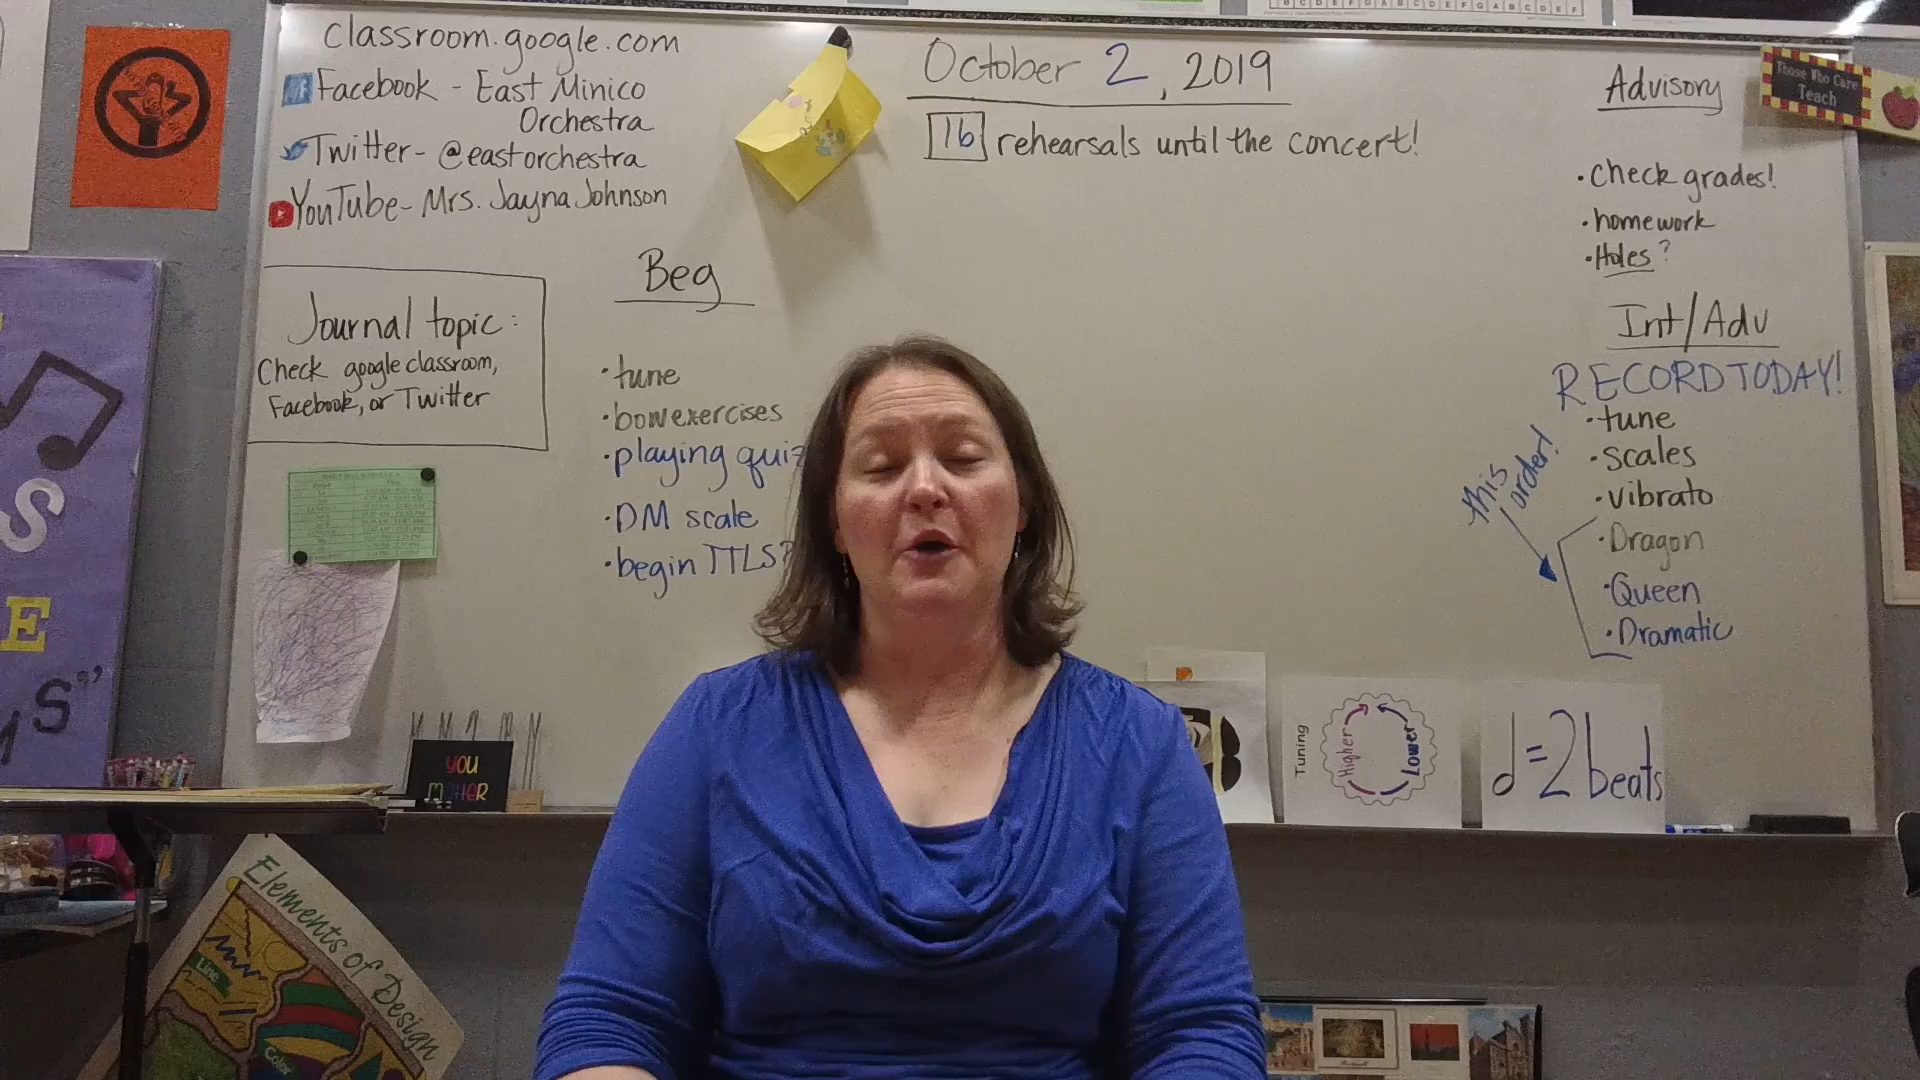 classroom.google.com
Facebook - East Minico
Orchestra
Twitter- @eastorchestra
YouTube- Mrs. Jayna Johnson
October 2, 2019
16 rehearsals until the concert!
Advisory
• Check grades!
• homework
• Holes?
Those Who Care
Teach
Journal topic:
Check google classroom,
Facebook, or Twitter
Beg
• tune
• bow exercises
• playing quiz
• DM scale
• begin TTLS
Int/Adv
RECORD TODAY!
• tune
• scales
• vibrato
• Dragon
• Queen
• Dramatic
this
order!
S
E
S"
YOU
Tuning
Higher
Lower
= 2 beats
Elements of Design
Line
Color